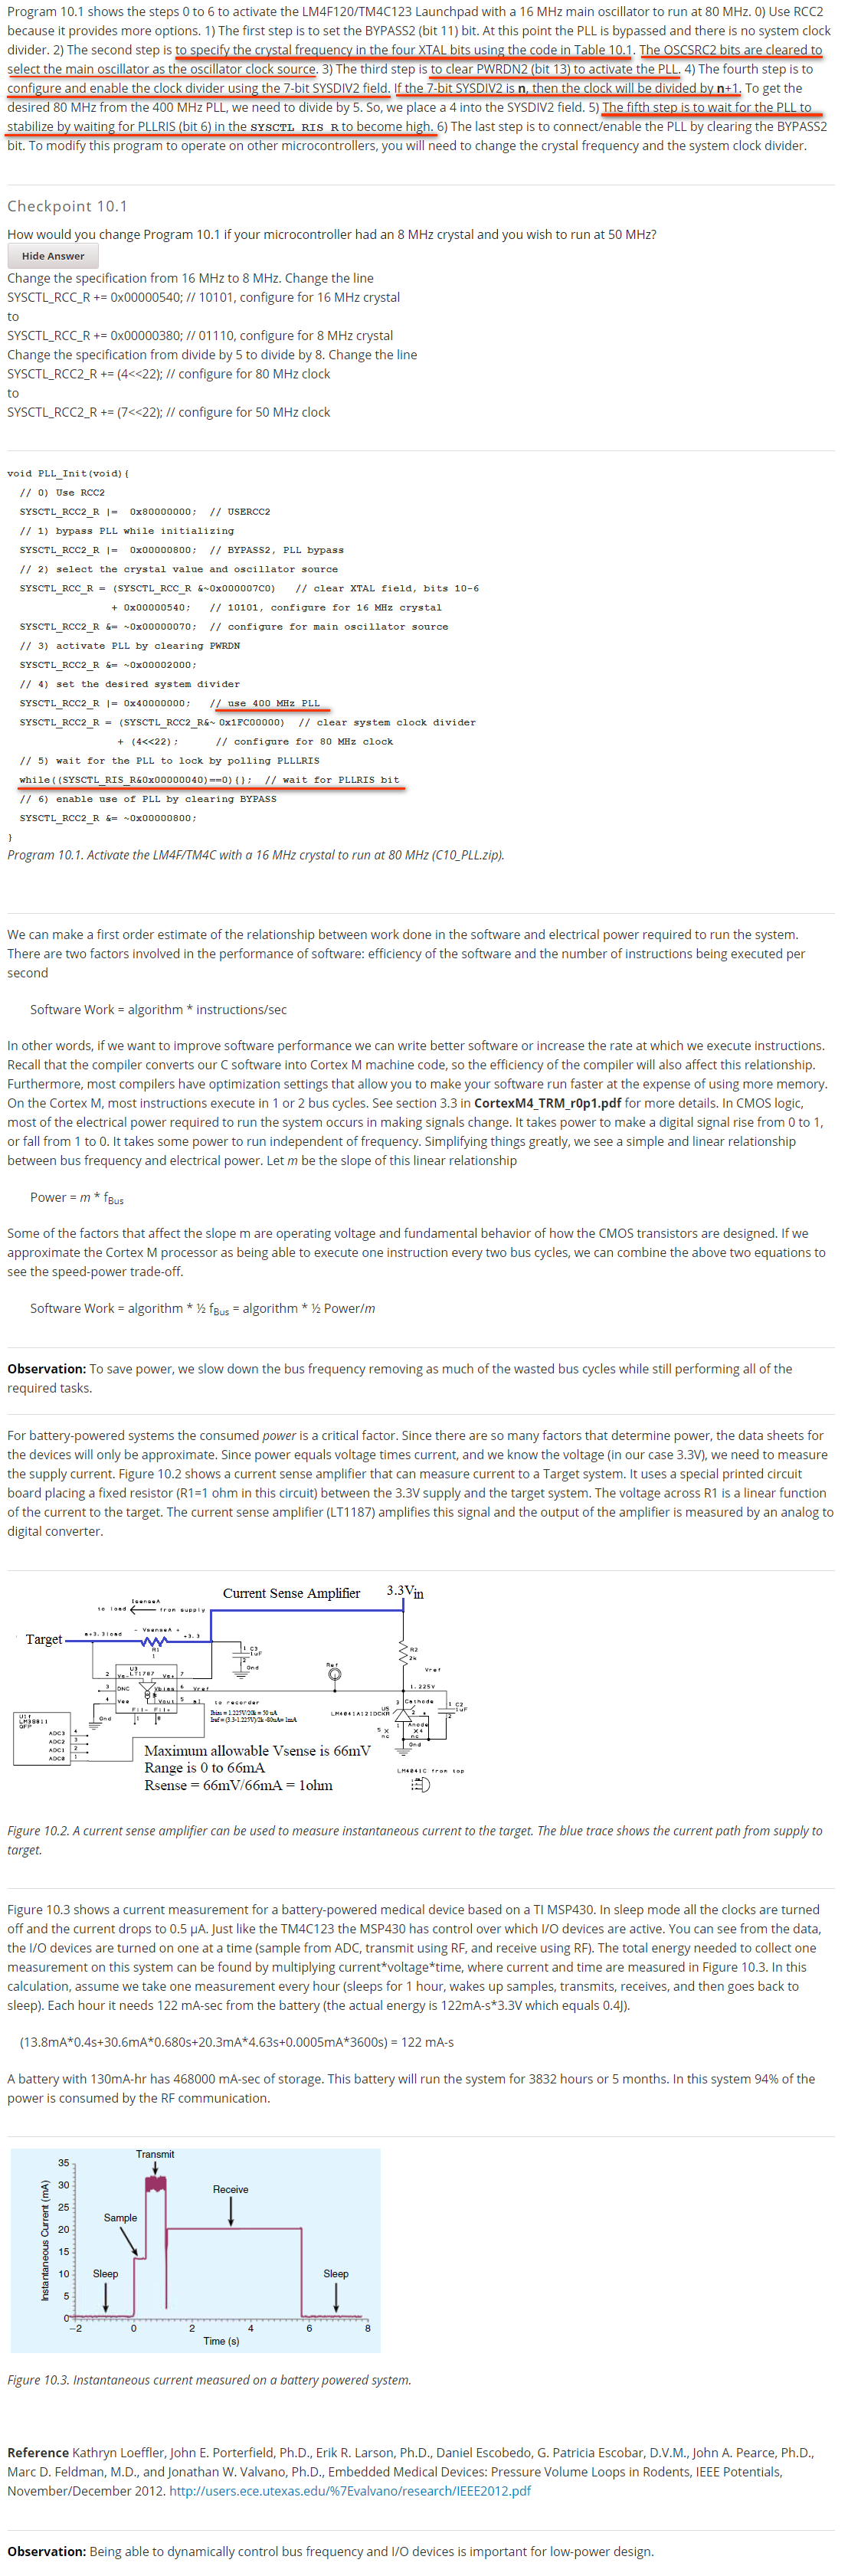 Program 10.1 shows the steps 0 to 6 to activate the LM4F120/TM4C123 Launchpad with a 16 MHz main oscillator to run at 80 MHz. 0) Use RCC2
because it provides more options. 1) The first step is to set the BYPASS2 (bit 11) bit. At this point the PLL is bypassed and there is no system clock
divider. 2) The second step is to specify the crystal frequency in the four XTAL bits using the code in Table 10.1. The OSCSRC2 bits are cleared to
select the main oscillator as the oscillator clock source. 3) The third step is to clear PWRDN2 (bit 13) to activate the PLL. 4) The fourth step is to
configure and enable the clock divider using the 7-bit SYSDIV2 field. If the 7-bit SYSDIV2 is n, then the clock will be divided by n+1. To get the
desired 80 MHz from the 400 MHz PLL, we need to divide by 5. So, we place a 4 into the SYSDIV2 field. 5) The fifth step is to wait for the PLL to
stabilize by waiting for PLLRIS (bit 6) in the SYSCTL_RIS_R to become high. 6) The last step is to connect/enable the PLL by clearing the BYPASS2
bit. To modify this program to operate on other microcontrollers, you will need to change the crystal frequency and the system clock divider.
Checkpoint 10.1
How would you change Program 10.1 if your microcontroller had an 8 MHz crystal and you wish to run at 50 MHz?
Hide Answer
Change the specification from 16 MHz to 8 MHz. Change the line
SYSCTL_RCC_R += 0x00000540; // 10101, configure for 16 MHz crystal
to
SYSCTL_RCC_R += 0x00000380; // 01110, configure for 8 MHz crystal
Change the specification from divide by 5 to divide by 8. Change the line
SYSCTL_RCC2_R += (4<<22); // configure for 80 MHz clock
to
SYSCTL_RCC2_R += (7<<22); // configure for 50 MHz clock
void PLL_Init(void){
// 0) Use RCC2
SYSCTL_RCC2_R |= 0x80000000; // USERCC2
// 1) bypass PLL while initializing
SYSCTL_RCC2_R |= 0x00000800; // BYPASS2, PLL bypass
// 2) select the crystal value and oscillator source
SYSCTL_RCC_R = (SYSCTL_RCC_R &~0x000007C0) // clear XTAL field, bits 10-6
+ 0x00000540; // 10101, configure for 16 MHz crystal
SYSCTL_RCC2_R &= ~0x00000070; // configure for main oscillator source
// 3) activate PLL by clearing PWRDN
SYSCTL_RCC2_R &= ~0x00002000;
// 4) set the desired system divider
SYSCTL_RCC2_R |= 0x40000000; // use 400 MHz PLL
SYSCTL_RCC2_R = (SYSCTL_RCC2_R&~ 0x1FC00000) // clear system clock divider
+ (4<<22); // configure for 80 MHz clock
// 5) wait for the PLL to lock by polling PLLLRIS
while((SYSCTL_RIS_R&0x00000040)==0){}; // wait for PLLRIS bit
// 6) enable use of PLL by clearing BYPASS
SYSCTL_RCC2_R &= ~0x00000800;
}
Program 10.1. Activate the LM4F/TM4C with a 16 MHz crystal to run at 80 MHz (C10_PLL.zip).
We can make a first order estimate of the relationship between work done in the software and electrical power required to run the system.
There are two factors involved in the performance of software: efficiency of the software and the number of instructions being executed per
second
Software Work = algorithm * instructions/sec
In other words, if we want to improve software performance we can write better software or increase the rate at which we execute instructions.
Recall that the compiler converts our C software into Cortex M machine code, so the efficiency of the compiler will also affect this relationship.
Furthermore, most compilers have optimization settings that allow you to make your software run faster at the expense of using more memory.
On the Cortex M, most instructions execute in 1 or 2 bus cycles. See section 3.3 in CortexM4_TRM_r0p1.pdf for more details. In CMOS logic,
most of the electrical power required to run the system occurs in making signals change. It takes power to make a digital signal rise from 0 to 1,
or fall from 1 to 0. It takes some power to run independent of frequency. Simplifying things greatly, we see a simple and linear relationship
between bus frequency and electrical power. Let m be the slope of this linear relationship
Power = m * fBus
Some of the factors that affect the slope m are operating voltage and fundamental behavior of how the CMOS transistors are designed. If we
approximate the Cortex M processor as being able to execute one instruction every two bus cycles, we can combine the above two equations to
see the speed-power trade-off.
Software Work = algorithm * ½ fBus = algorithm * ½ Power/m
Observation: To save power, we slow down the bus frequency removing as much of the wasted bus cycles while still performing all of the
required tasks.
For battery-powered systems the consumed power is a critical factor. Since there are so many factors that determine power, the data sheets for
the devices will only be approximate. Since power equals voltage times current, and we know the voltage (in our case 3.3V), we need to measure
the supply current. Figure 10.2 shows a current sense amplifier that can measure current to a Target system. It uses a special printed circuit
board placing a fixed resistor (R1=1 ohm in this circuit) between the 3.3V supply and the target system. The voltage across R1 is a linear function
of the current to the target. The current sense amplifier (LT1187) amplifies this signal and the output of the amplifier is measured by an analog to
digital converter.
Current Sense Amplifier 3.3Vin
IsenseA
to load from supply
- VsenseA +
Target +3.3
R1
1
C3
1uF
Gnd
R2
2k
Ref
Vref
U3
LT1787
2 Vs- Vs+ 7
3 DNC Vbias 6 Vref
4 Vee Vout 5 a1
Fil- Fil+
1 8
1.225V
to recorder
Gnd
LM4041A12IDCKR
U5
Cathode
Anode
C2
1uF
nc
Gnd
ADC3 4
ADC2 3
ADC1 2
ADC0 1
Maximum allowable Vsense is 66mV
Range is 0 to 66mA
Rsense = 66mV/66mA = 1ohm
LM4041C from top
Figure 10.2. A current sense amplifier can be used to measure instantaneous current to the target. The blue trace shows the current path from supply to
target.
Figure 10.3 shows a current measurement for a battery-powered medical device based on a TI MSP430. In sleep mode all the clocks are turned
off and the current drops to 0.5 µA. Just like the TM4C123 the MSP430 has control over which I/O devices are active. You can see from the data,
the I/O devices are turned on one at a time (sample from ADC, transmit using RF, and receive using RF). The total energy needed to collect one
measurement on this system can be found by multiplying current*voltage*time, where current and time are measured in Figure 10.3. In this
calculation, assume we take one measurement every hour (sleeps for 1 hour, wakes up samples, transmits, receives, and then goes back to
sleep). Each hour it needs 122 mA-sec from the battery (the actual energy is 122mA-s*3.3V which equals 0.4J).
(13.8mA*0.4s+30.6mA*0.680s+20.3mA*4.63s+0.0005mA*3600s) = 122 mA-s
A battery with 130mA-hr has 468000 mA-sec of storage. This battery will run the system for 3832 hours or 5 months. In this system 94% of the
power is consumed by the RF communication.
Transmit
Receive
Sample
Sleep
Sleep
Instantaneous Current (mA)
35
30
25
20
15
10
5
0
−2 0 2 4 6 8
Time (s)
Figure 10.3. Instantaneous current measured on a battery powered system.
Reference Kathryn Loeffler, John E. Porterfield, Ph.D., Erik R. Larson, Ph.D., Daniel Escobedo, G. Patricia Escobar, D.V.M., John A. Pearce, Ph.D.,
Marc D. Feldman, M.D., and Jonathan W. Valvano, Ph.D., Embedded Medical Devices: Pressure Volume Loops in Rodents, IEEE Potentials,
November/December 2012. http://users.ece.utexas.edu/%7Evalvano/research/IEEE2012.pdf
Observation: Being able to dynamically control bus frequency and I/O devices is important for low-power design.